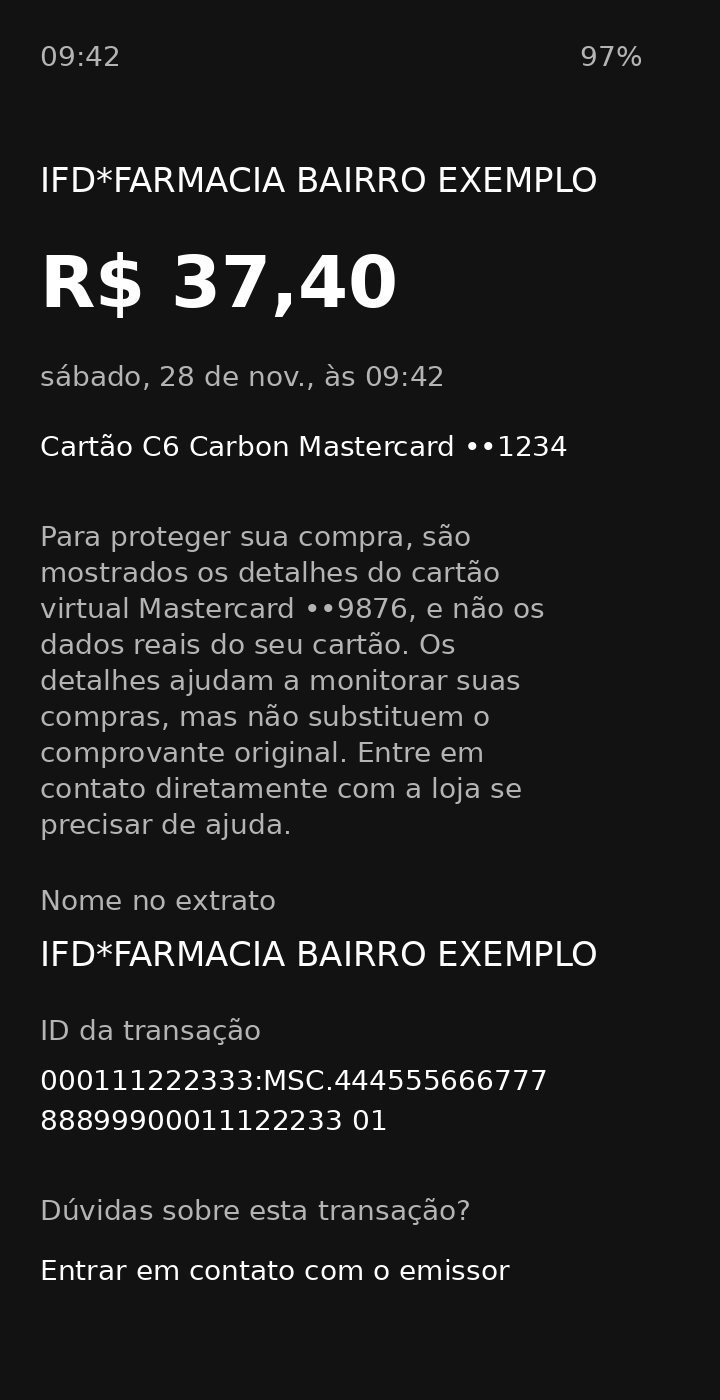 09:42 97%
IFD*FARMACIA BAIRRO EXEMPLO
R$ 37,40
sábado, 28 de nov., às 09:42
Cartão C6 Carbon Mastercard ••1234
Para proteger sua compra, são
mostrados os detalhes do cartão
virtual Mastercard ••9876, e não os
dados reais do seu cartão. Os
detalhes ajudam a monitorar suas
compras, mas não substituem o
comprovante original. Entre em
contato diretamente com a loja se
precisar de ajuda.
Nome no extrato
IFD*FARMACIA BAIRRO EXEMPLO
ID da transação
000111222333:MSC.444555666777
88899900011122233 01
Dúvidas sobre esta transação?
Entrar em contato com o emissor